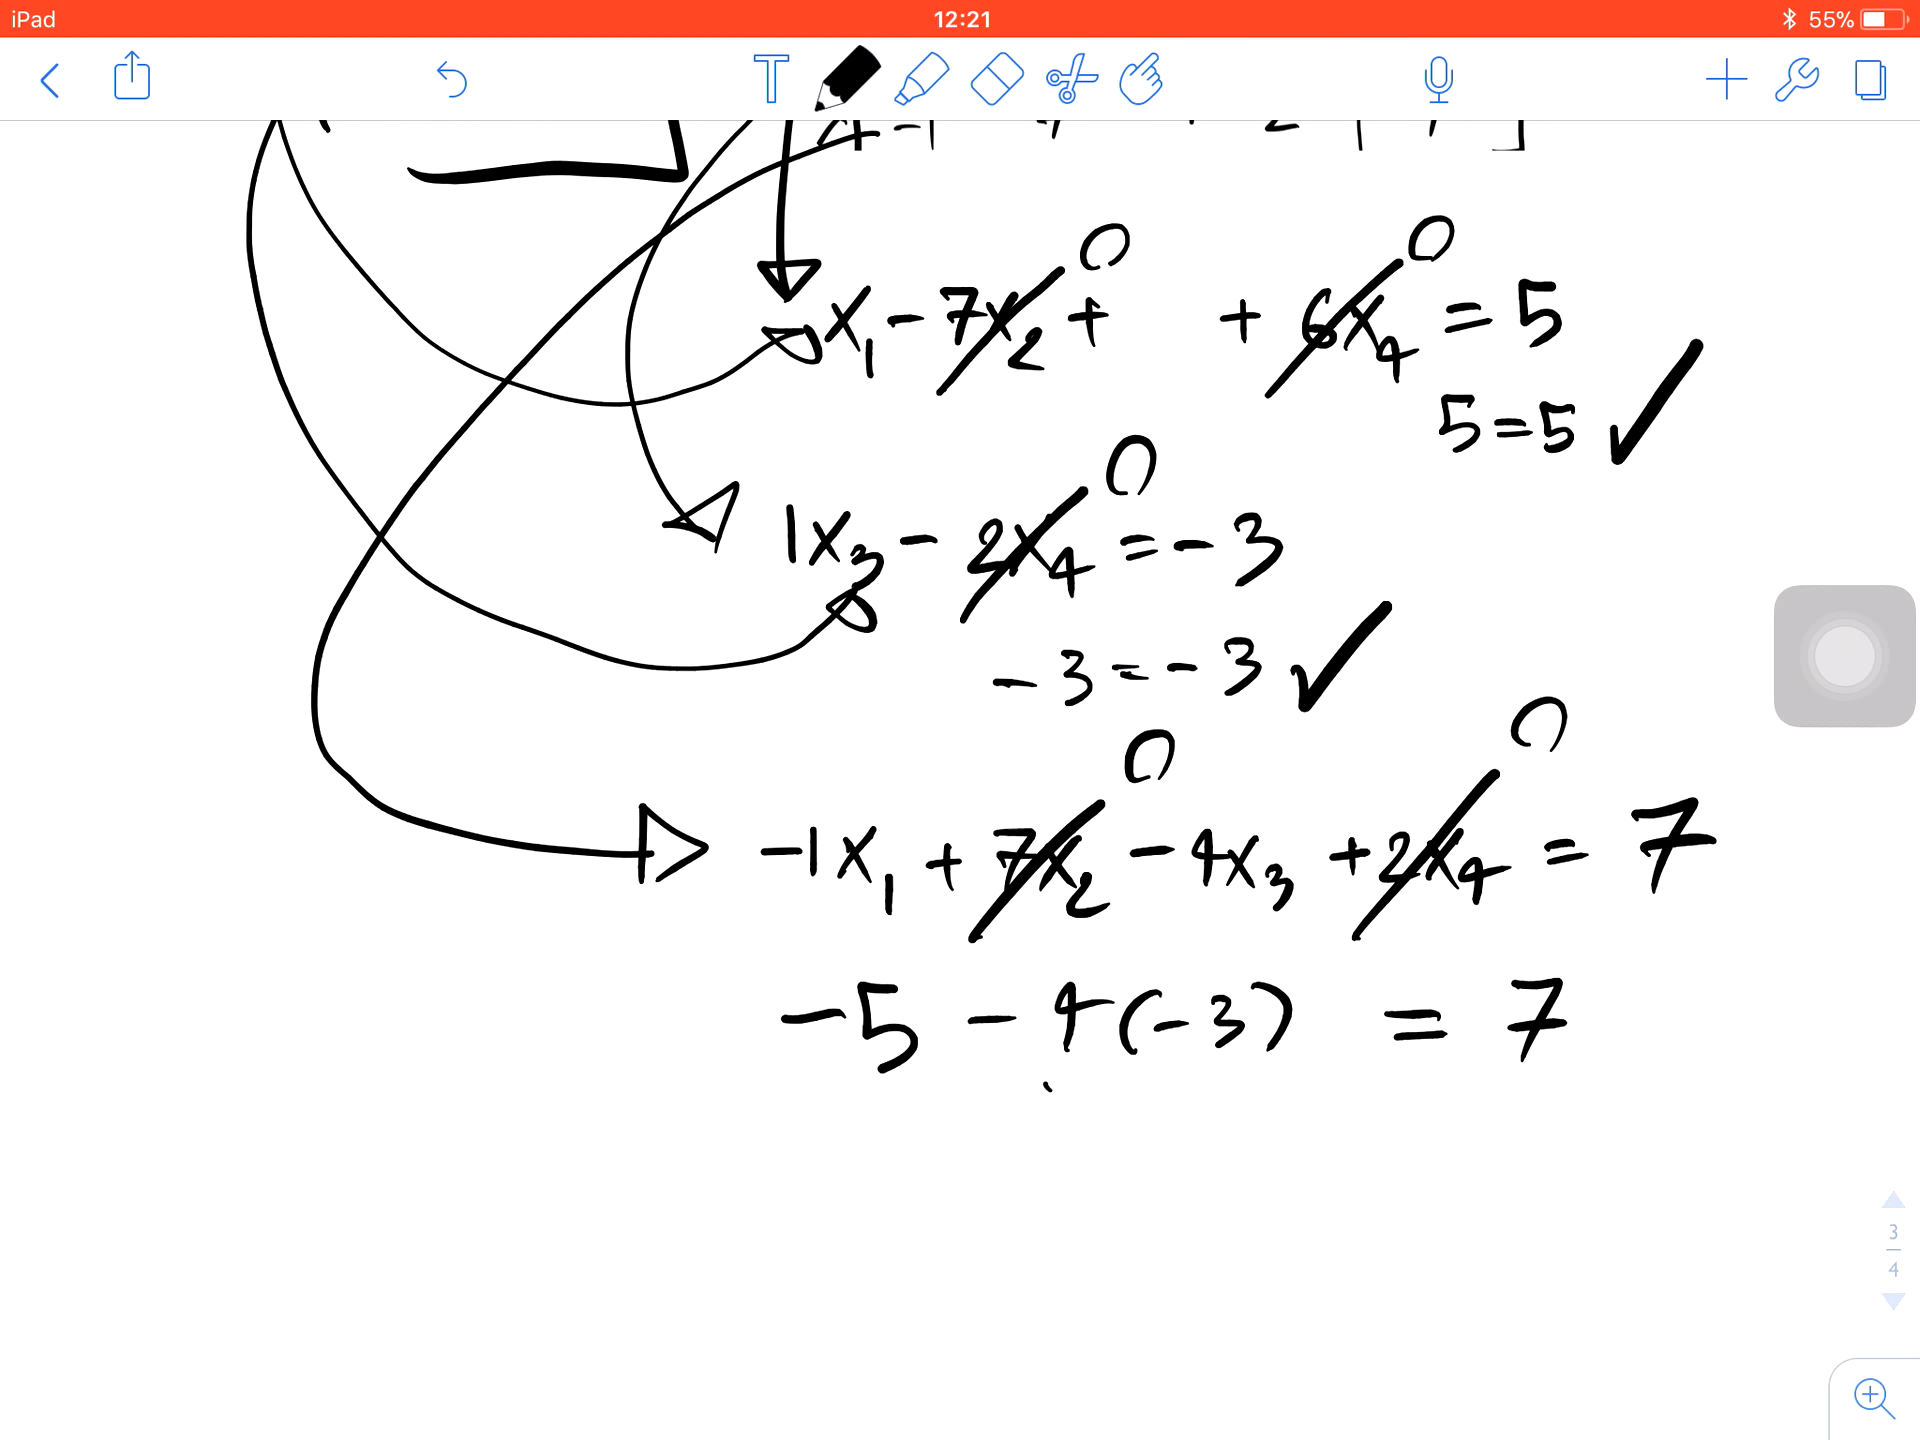 iPad 12:21 55%
T
x₁ - 7x₂ + + 6x₄ = 5
0 0
5 = 5 ✓
1x₃ - 2x₄ = -3
0
-3 = -3 ✓
-1x₁ + 7x₂ - 4x₃ + 2x₄ = 7
0 0
-5 - 4(-3) = 7
3
4